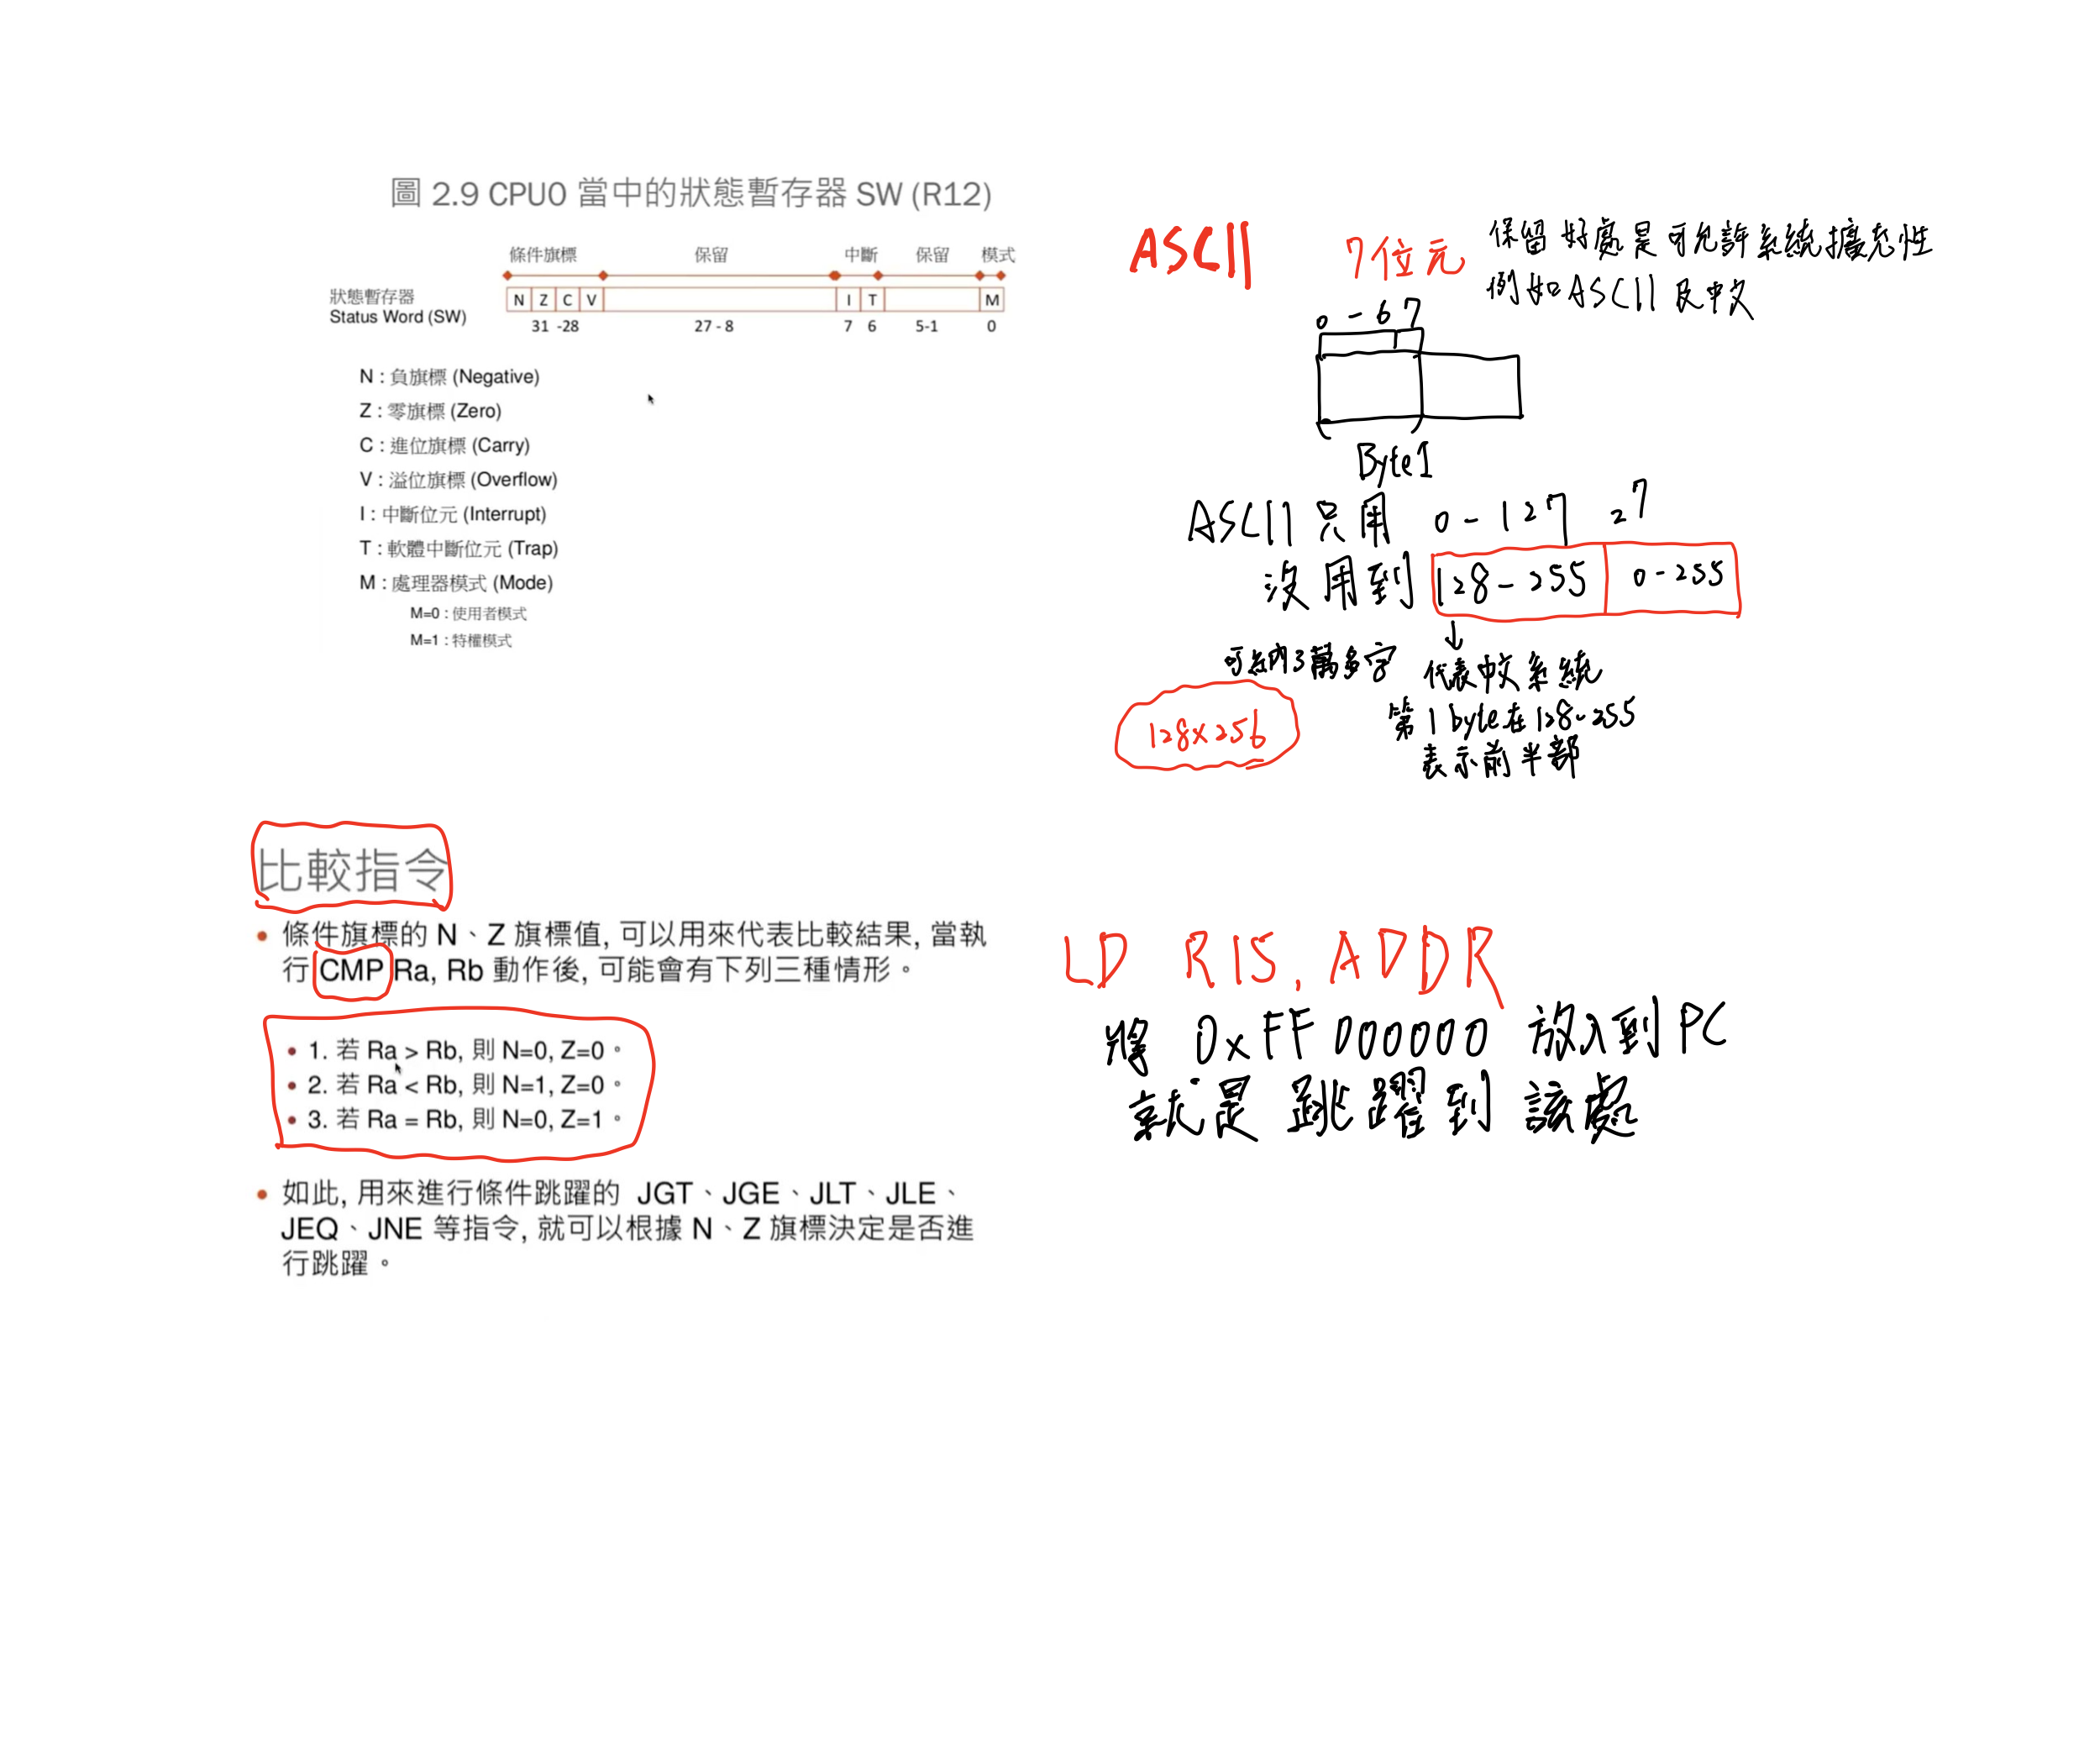 圖 2.9 CPU0 當中的狀態暫存器 SW (R12)
條件旗標 保留 中斷 保留 模式
狀態暫存器
Status Word (SW)
N Z C V I T M
31 -28 27 - 8 7 6 5-1 0
N : 負旗標 (Negative)
Z : 零旗標 (Zero)
C : 進位旗標 (Carry)
V : 溢位旗標 (Overflow)
I : 中斷位元 (Interrupt)
T : 軟體中斷位元 (Trap)
M : 處理器模式 (Mode)
M=0 : 使用者模式
M=1 : 特權模式
ASCII 7位元
保留好處是可允許系統擴充性
例如ASCII及中文
0 - 6 7
Byte1
ASCII只用 0-127 2⁷
沒用到 128-255 0-255
可 納 3萬多字
128×256
代表中文系統
第1byte在128~255
表示前半部
比較指令
條件旗標的 N、Z 旗標值, 可以用來代表比較結果, 當執
行 CMP Ra, Rb 動作後, 可能會有下列三種情形。
1. 若 Ra > Rb, 則 N=0, Z=0。
2. 若 Ra < Rb, 則 N=1, Z=0。
3. 若 Ra = Rb, 則 N=0, Z=1。
如此, 用來進行條件跳躍的 JGT、JGE、JLT、JLE、
JEQ、JNE 等指令, 就可以根據 N、Z 旗標決定是否進
行跳躍。
LD R15, ADDR
將 0xFF000000 放入到PC
就是 跳躍到 該處